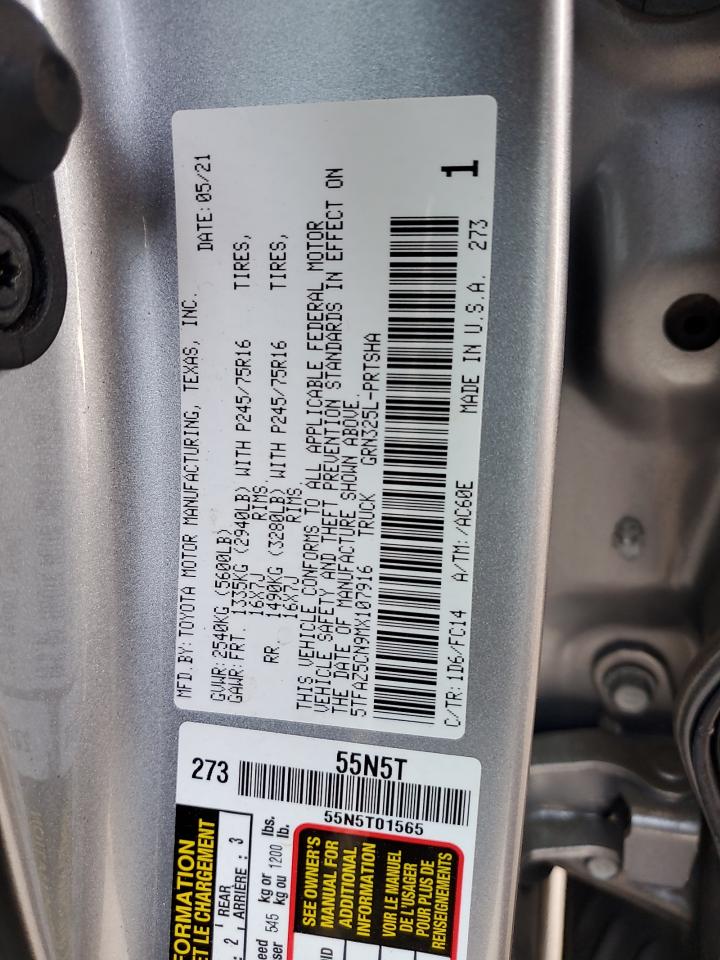 MFD.BY:TOYOTA MOTOR MANUFACTURING, TEXAS, INC.
DATE:05/21
GVWR:2540KG (5600LB)
GAWR:FRT. 1335KG (2940LB) WITH P245/75R16 TIRES,
16X7J RIMS
RR. 1490KG (3280LB) WITH P245/75R16 TIRES,
16X7J RIMS
THIS VEHICLE CONFORMS TO ALL APPLICABLE FEDERAL MOTOR
VEHICLE SAFETY AND THEFT PREVENTION STANDARDS IN EFFECT ON
THE DATE OF MANUFACTURE SHOWN ABOVE.
5TFAZ5CN9MX107916 TRUCK GRN325L-PRTSHA
1
C/TR: 1D6/FC14 A/TM: /AC60E MADE IN U.S.A. 273
273
55N5T
55N5T01565
FORMATION
ET LE CHARGEMENT
2
REAR
ARRIÈRE : 3
545 kg or 1200 lbs.
kg ou lb.
SEE OWNER'S
MANUAL FOR
ADDITIONAL
INFORMATION
VOIR LE MANUEL
DE L'USAGER
POUR PLUS DE
RENSEIGNEMENTS